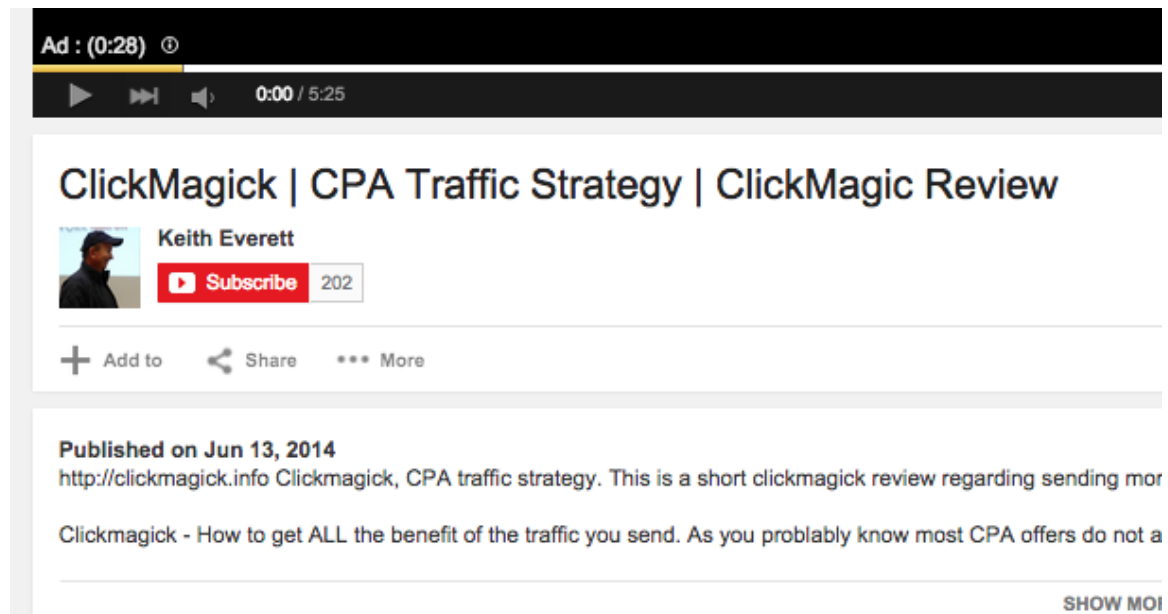 Ad : (0:28)
0:00 / 5:25
ClickMagick | CPA Traffic Strategy | ClickMagic Review
Keith Everett
Subscribe 202
Add to Share More
Published on Jun 13, 2014
http://clickmagick.info Clickmagick, CPA traffic strategy. This is a short clickmagick review regarding sending mor
Clickmagick - How to get ALL the benefit of the traffic you send. As you problably know most CPA offers do not a
SHOW MOR